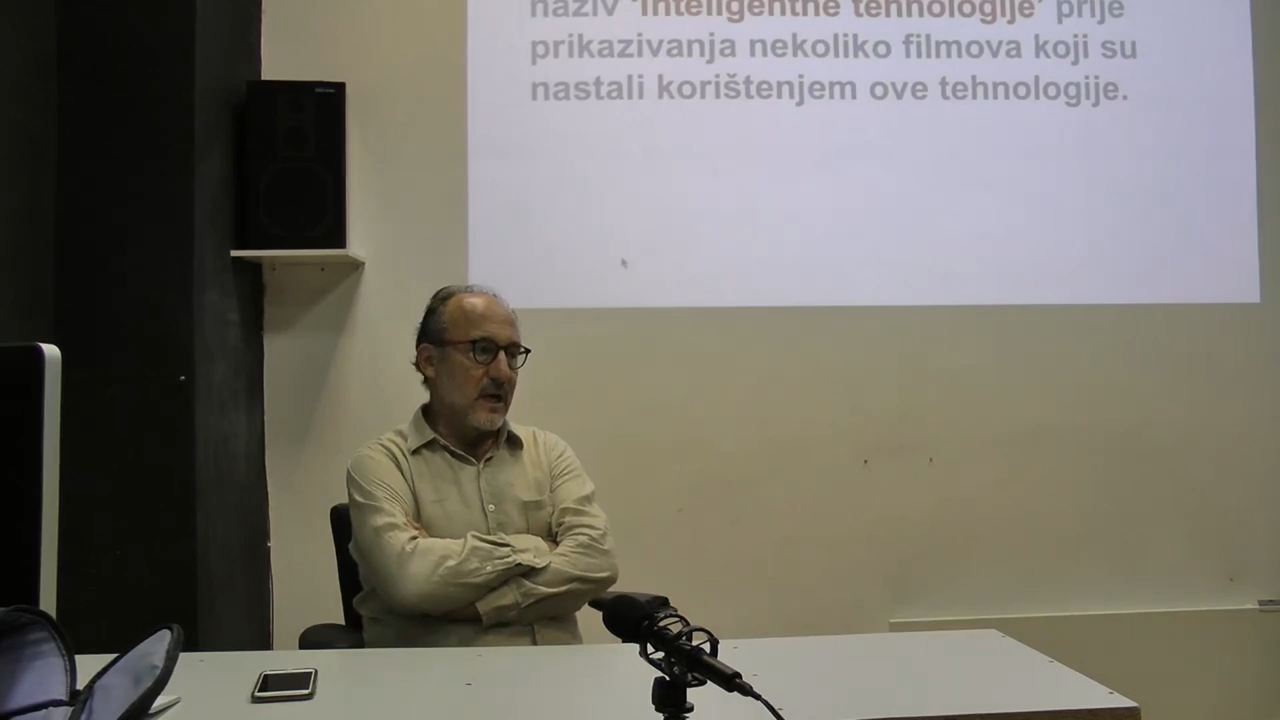 naziv 'Inteligentne tehnologije' prije
prikazivanja nekoliko filmova koji su
nastali korištenjem ove tehnologije.